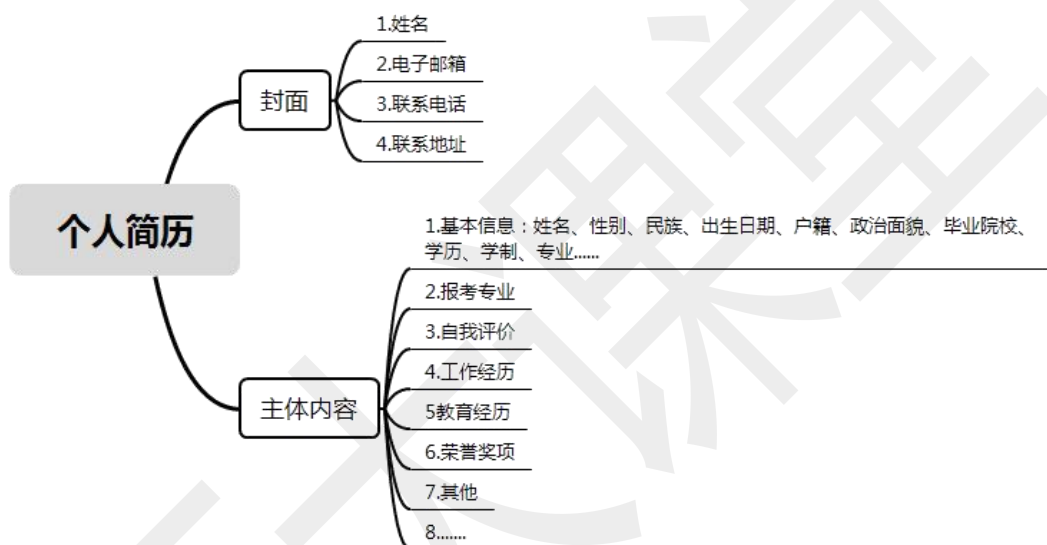 1.姓名
2.电子邮箱
封面
3.联系电话
4.联系地址
个人简历
1.基本信息：姓名、性别、民族、出生日期、户籍、政治面貌、毕业院校、
学历、学制、专业......
2.报考专业
3.自我评价
4.工作经历
主体内容
5教育经历
6.荣誉奖项
7.其他
8.......
大课堂